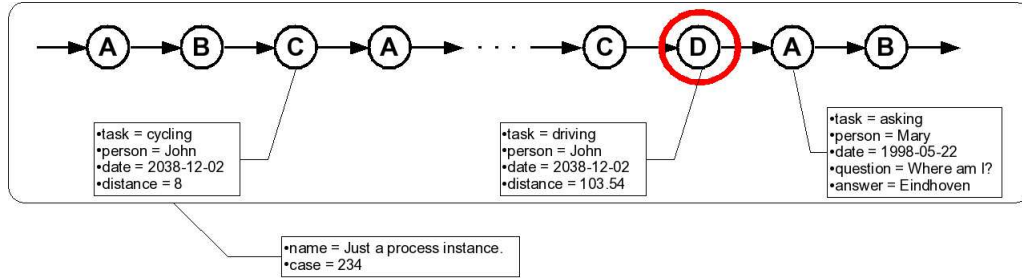 A B C A . . . C D A B
•task = cycling
•person = John
•date = 2038-12-02
•distance = 8
•task = driving
•person = John
•date = 2038-12-02
•distance = 103.54
•task = asking
•person = Mary
•date = 1998-05-22
•question = Where am I?
•answer = Eindhoven
•name = Just a process instance.
•case = 234